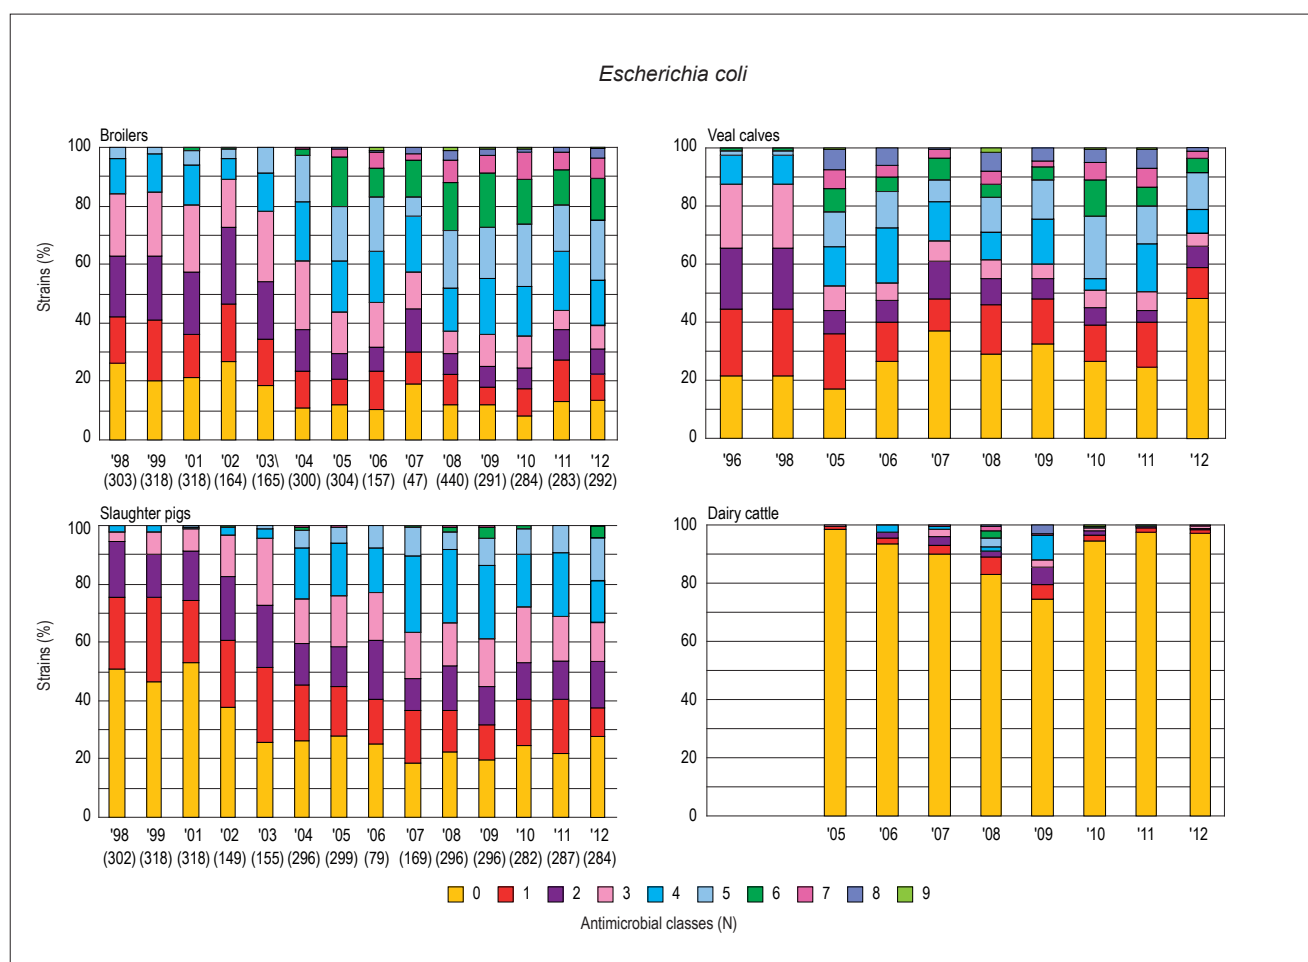 Escherichia coli
Broilers
100
80
60
40
20
0
Strains (%)
'98 '99 '01 '02 '03\ '04 '05 '06 '07 '08 '09 '10 '11 '12
(303) (318) (318) (164) (165) (300) (304) (157) (47) (440) (291) (284) (283) (292)
Veal calves
100
80
60
40
20
0
'96 '98 '05 '06 '07 '08 '09 '10 '11 '12
Slaughter pigs
100
80
60
40
20
0
Strains (%)
'98 '99 '01 '02 '03 '04 '05 '06 '07 '08 '09 '10 '11 '12
(302) (318) (318) (149) (155) (296) (299) (79) (169) (296) (296) (282) (287) (284)
Dairy cattle
100
80
60
40
20
0
'05 '06 '07 '08 '09 '10 '11 '12
0 1 2 3 4 5 6 7 8 9
Antimicrobial classes (N)